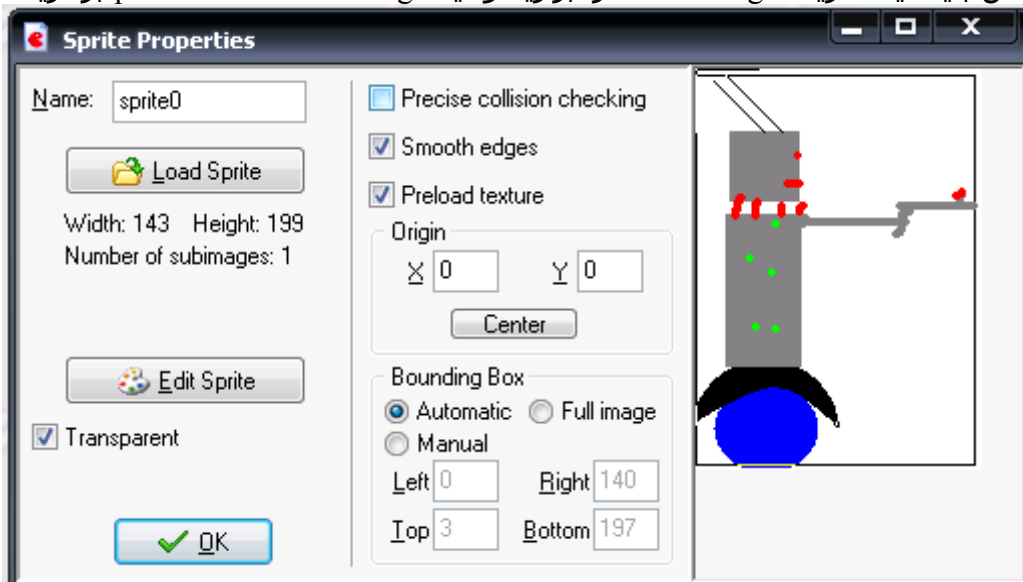 Sprite Properties
Name: sprite0
Load Sprite
Width: 143 Height: 199
Number of subimages: 1
Edit Sprite
Transparent
OK
Precise collision checking
Smooth edges
Preload texture
Origin
X 0 Y 0
Center
Bounding Box
Automatic Full image
Manual
Left 0 Right 140
Top 3 Bottom 197